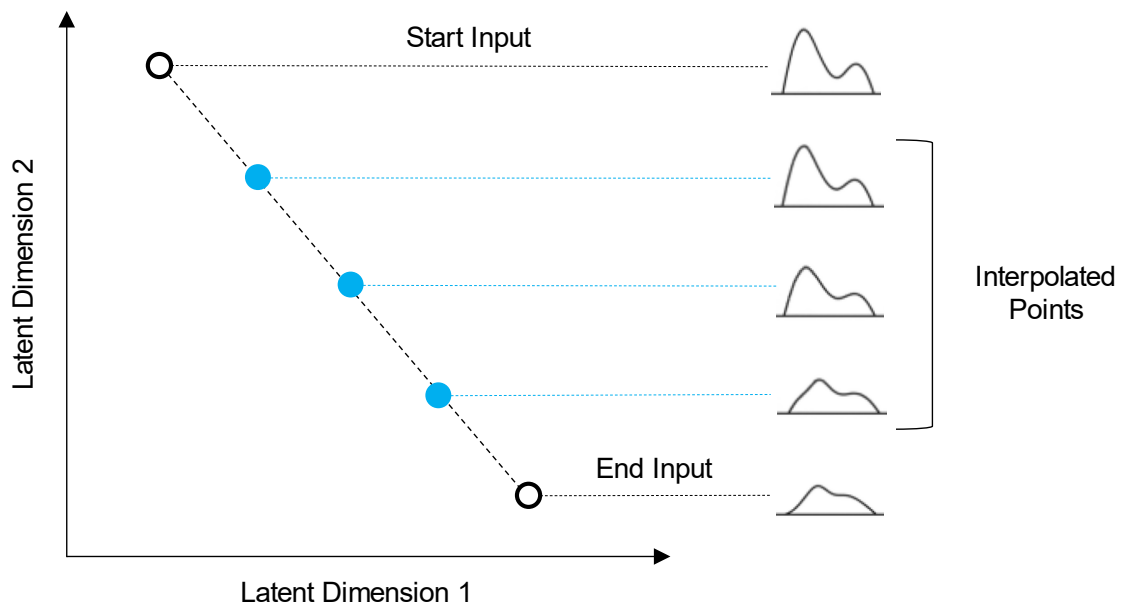 Start Input
Latent Dimension 2
Interpolated
Points
End Input
Latent Dimension 1